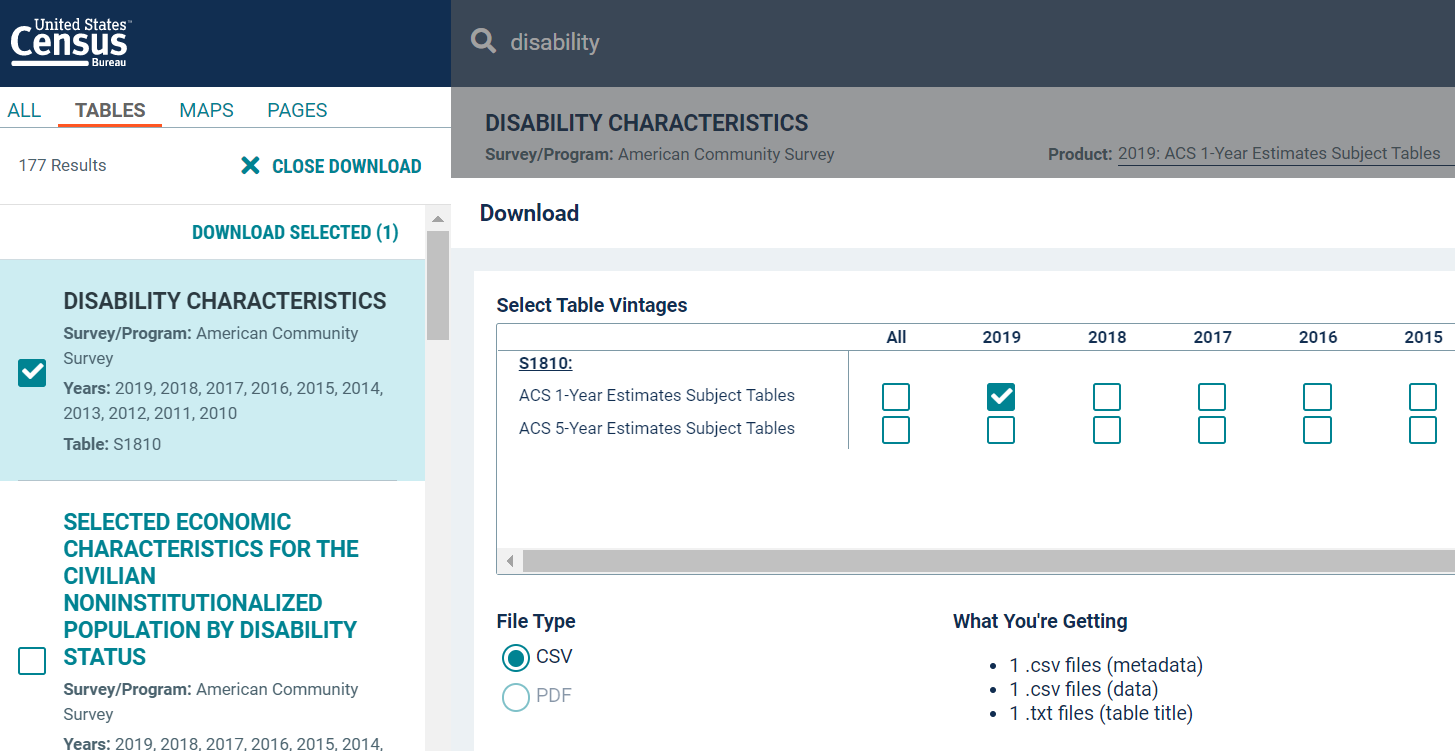 United States™
Census
Bureau
disability
ALL TABLES MAPS PAGES
177 Results
CLOSE DOWNLOAD
DOWNLOAD SELECTED (1)
DISABILITY CHARACTERISTICS
Survey/Program: American Community
Survey
Years: 2019, 2018, 2017, 2016, 2015, 2014,
2013, 2012, 2011, 2010
Table: S1810
SELECTED ECONOMIC
CHARACTERISTICS FOR THE
CIVILIAN
NONINSTITUTIONALIZED
POPULATION BY DISABILITY
STATUS
Survey/Program: American Community
Survey
Years: 2019, 2018, 2017, 2016, 2015, 2014,
DISABILITY CHARACTERISTICS
Survey/Program: American Community Survey
Product: 2019: ACS 1-Year Estimates Subject Tables
Download
Select Table Vintages
All 2019 2018 2017 2016 2015
S1810:
ACS 1-Year Estimates Subject Tables
ACS 5-Year Estimates Subject Tables
File Type
CSV
PDF
What You're Getting
• 1 .csv files (metadata)
• 1 .csv files (data)
• 1 .txt files (table title)